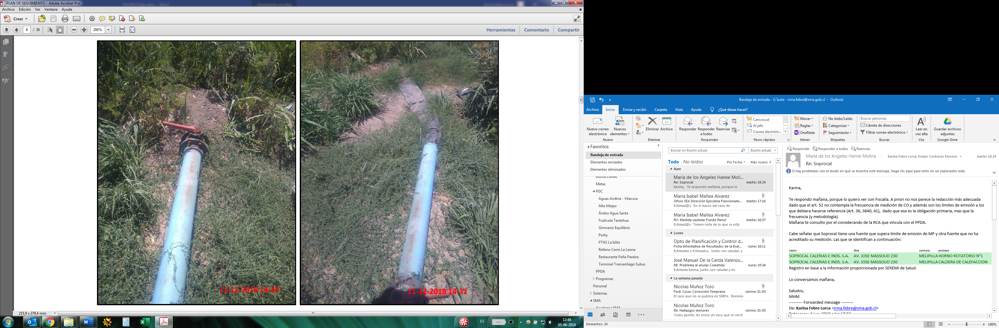 PLAN DE SEGUIMIENTO - Adobe Acrobat Pro
Archivo Edición Ver Ventana Ayuda
Crear
6 / 26
200%
Herramientas Comentario Compartir
11-12-2018 14:45
11-12-2018 14:31
215,9 x 279,4 mm
ES
12:48
05-06-2019
Bandeja de entrada - G Suite - irma.febre@sma.gob.cl - Outlook
Archivo Inicio Enviar y recibir Carpeta Vista Ayuda ¿Qué desea hacer?
Nuevo correo electrónico
Nuevos elementos
Nuevo
Eliminar Archivo
Eliminar
Responder Responder a todos Reenviar
Responder
Cencosud
Al jefe
Correo electróni...
Pasos rápidos
Mover
Reglas
OneNote
Mover
No leído/Leído
Categorizar
Seguimiento
Etiquetas
Buscar personas
Libreta de direcciones
Filtrar correo electrónico
Buscar
Leer en voz alta
Voz
Guardar archivos adjuntos
Google Drive
Favoritos
Bandeja de entrada
Elementos enviados
Elementos eliminados
Instrucciones
Metas
PDC
Aguas Andina - Vitacura
Alto Maipo
Áridos Agua Santa
Frutícola Tantehue
Gimnasio Equilibrio
Porky
PTAS La Islita
Relleno Cerro La Leona
Restaurante Peña Paraíso
Terminal Transantiago Subus
PPDA
Programas
Personal
Sistemas
SMA
Academia SMA
Buscar en Buzón actual Buzón actual
Todo No leídos Por Fecha Más nuevo
Ayer
Maria de los Angeles Hanne Moli...
Re: Soprocal martes 18:24
Karina, Te respondo mañana, porque lo
Maria Isabel Mallea Alvarez
Oficio SEA Dirección Ejecutiva Fraccionami... martes 17:16
Estimad@s: En el marco del caso de
Maria Isabel Mallea Alvarez
RV: Medida cautelar Fundo Panul martes 16:37
Estimad@s: Tomen nota de lo que se está
Lunes
Dpto de Planificación y Control d...
Ficha Informativa de Resultados de la Eval... lunes 16:11
Estimadas y Estimados, Junto con saludar, y
José Manuel De la Cerda Valenzu...
RE: Problema al anular Cometido lunes 10:34
Estimada Karina, junto con saludar y en
La semana pasada
Nicolas Muñoz Toro
Fwd: Cosas Corrección Temprana viernes 31-05
El caso aun no se publica en SNIFA. Reenvío
Nicolas Muñoz Toro
Re: Hallazgos menores viernes 31-05
Como aporte, les envío un caso que se cerró
Responder Responder a todos Reenviar
Maria de los Angeles Hanne Molina Karina Febre Lorca; Evelyn Contreras Moreno martes 18:24
Re: Soprocal
Si hay problemas con el modo en que se muestra este mensaje, haga clic aquí para verlo en un explorador web.
Karina,
Te respondo mañana, porque lo quiero ver con Fiscalía. A priori no nos parece la redacción más adecuada
dado que el art. 52 no contempla la frecuencia de medición de CO y además son los límites de emisión a los
que debiera hacerse referencia (Art. 36, 3840, 41), dado que esa es la obligación primaria, mas que la
frecuencia (y metodología).
Mañana te consulto por el considerando de la RCA que vincula con el PPDA.
Cabe señalar que Soprocal tiene una fuente que supera límite de emisión de MP y otra fuente que no ha
acreditado su medición. Las que se identifican a continuación:
razon dire comuna proceso
SOPROCAL CALERIAS E INDS. S.A. AV. JOSE MASSOUD 230 MELIPILLA HORNO ROTATORIO N°1
SOPROCAL CALERIAS E INDS. S.A. AV. JOSE MASSOUD 230 MELIPILLA CALDERA DE CALEFACCION
Registro en base a la información proporcionada por SEREMI de Salud.
Lo conversamos mañana,
Saludos,
MHM
---------- Forwarded message ---------
De: Karina Febre Lorca <irma.febre@sma.gob.cl>
Elementos: 24
100%